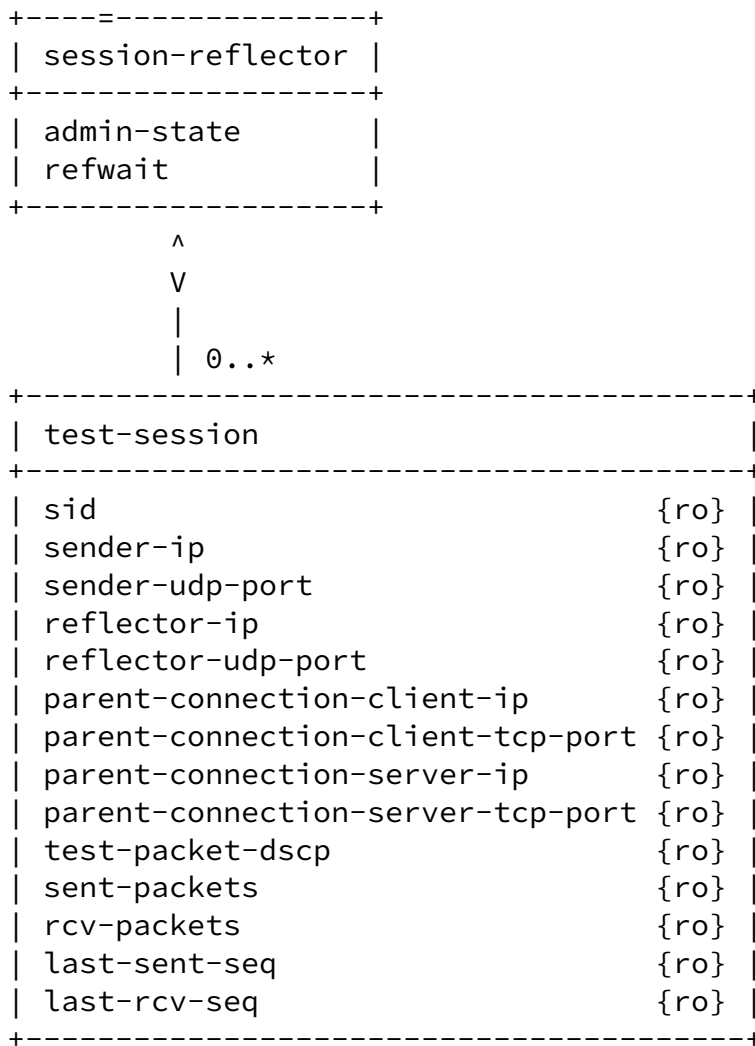 +----=--------------+
| session-reflector |
+-------------------+
| admin-state       |
| refwait           |
+-------------------+
         ^
         V
         |
         | 0..*
+----------------------------------------+
| test-session                           |
+----------------------------------------+
| sid                               {ro} |
| sender-ip                         {ro} |
| sender-udp-port                   {ro} |
| reflector-ip                      {ro} |
| reflector-udp-port                {ro} |
| parent-connection-client-ip       {ro} |
| parent-connection-client-tcp-port {ro} |
| parent-connection-server-ip       {ro} |
| parent-connection-server-tcp-port {ro} |
| test-packet-dscp                  {ro} |
| sent-packets                      {ro} |
| rcv-packets                       {ro} |
| last-sent-seq                     {ro} |
| last-rcv-seq                      {ro} |
+----------------------------------------+